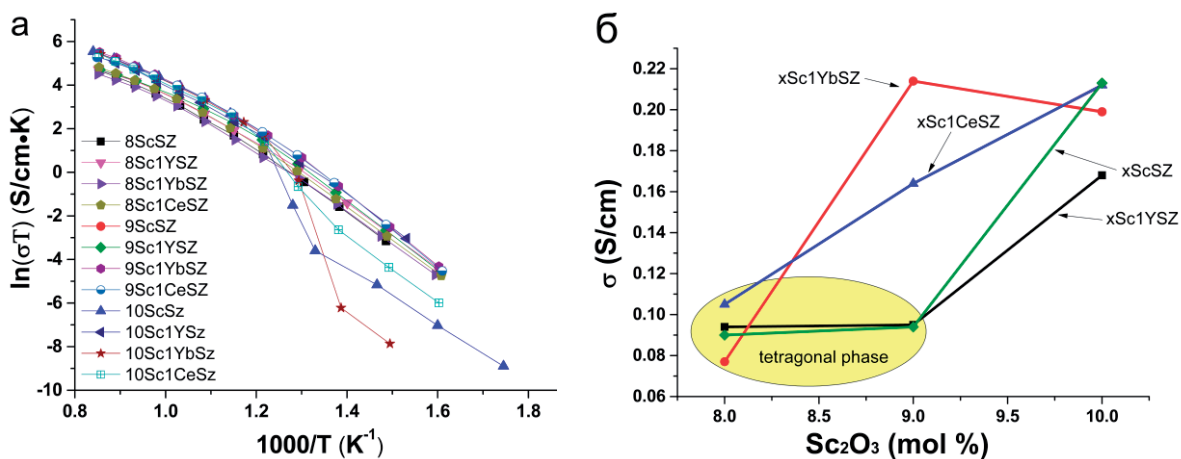 а
ln(σT) (S/cm•K)
6
4
2
0
-2
-4
-6
-8
-10
8ScSZ
8Sc1YSZ
8Sc1YbSZ
8Sc1CeSZ
9ScSZ
9Sc1YSZ
9Sc1YbSZ
9Sc1CeSZ
10ScSz
10Sc1YSz
10Sc1YbSz
10Sc1CeSz
0.8 1.0 1.2 1.4 1.6 1.8
1000/T (K⁻¹)
б
σ (S/cm)
0.22
0.20
0.18
0.16
0.14
0.12
0.10
0.08
0.06
xSc1YbSZ
xSc1CeSZ
xScSZ
xSc1YSZ
tetragonal phase
8.0 8.5 9.0 9.5 10.0
Sc₂O₃ (mol %)